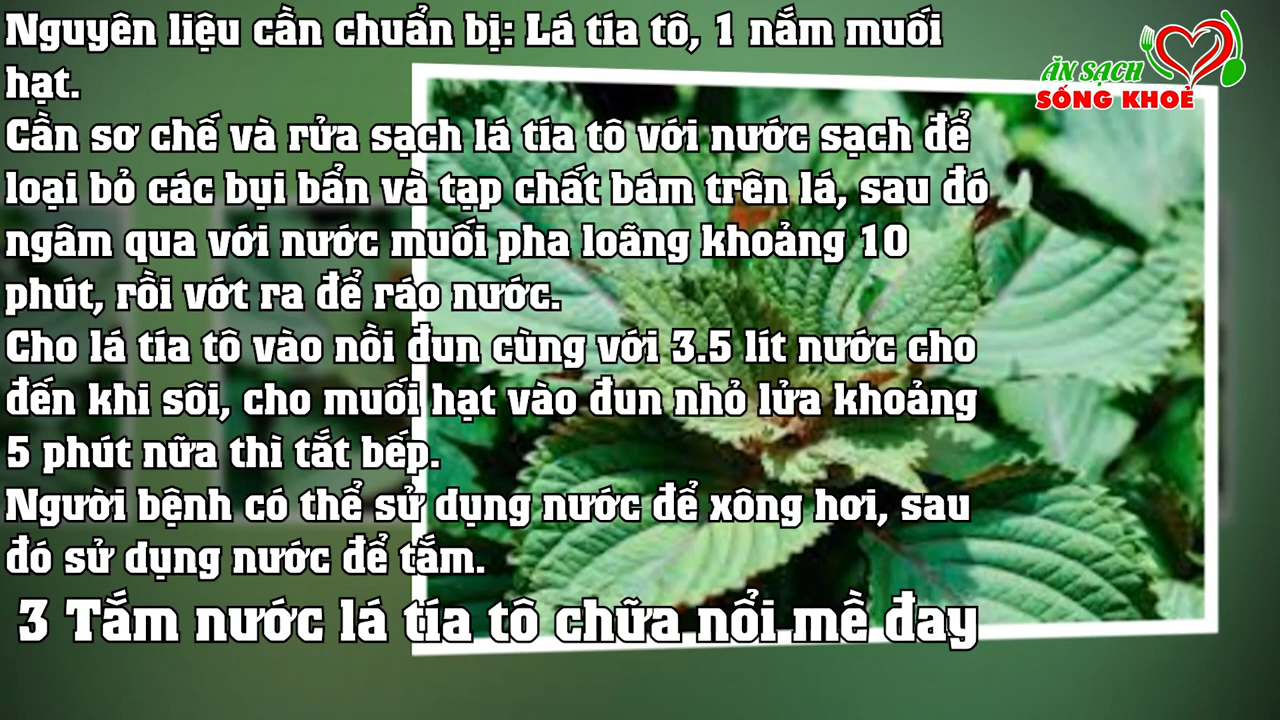 Nguyên liệu cần chuẩn bị: Lá tía tô, 1 nắm muối
hạt.
Cần sơ chế và rửa sạch lá tía tô với nước sạch để
loại bỏ các bụi bẩn và tạp chất bám trên lá, sau đó
ngâm qua với nước muối pha loãng khoảng 10
phút, rồi vớt ra để ráo nước.
Cho lá tía tô vào nồi đun cùng với 3.5 lít nước cho
đến khi sôi, cho muối hạt vào đun nhỏ lửa khoảng
5 phút nữa thì tắt bếp.
Người bệnh có thể sử dụng nước để xông hơi, sau
đó sử dụng nước để tắm.
3 Tắm nước lá tía tô chữa nổi mề đay
ĂN SẠCH
SỐNG KHOẺ